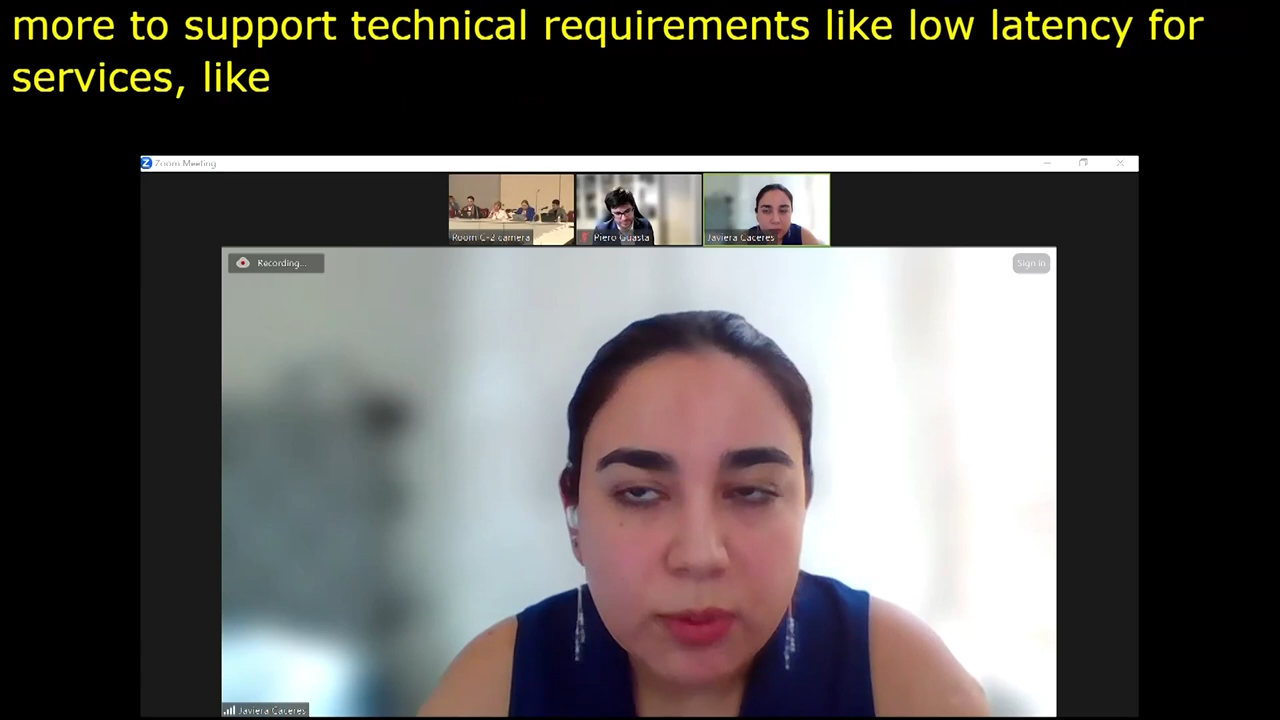 more to support technical requirements like low latency for
services, like
Zoom Meeting
Room C-2 camera
Piero Guasta
Javiera Caceres
Recording...
Sign in
Javiera Caceres